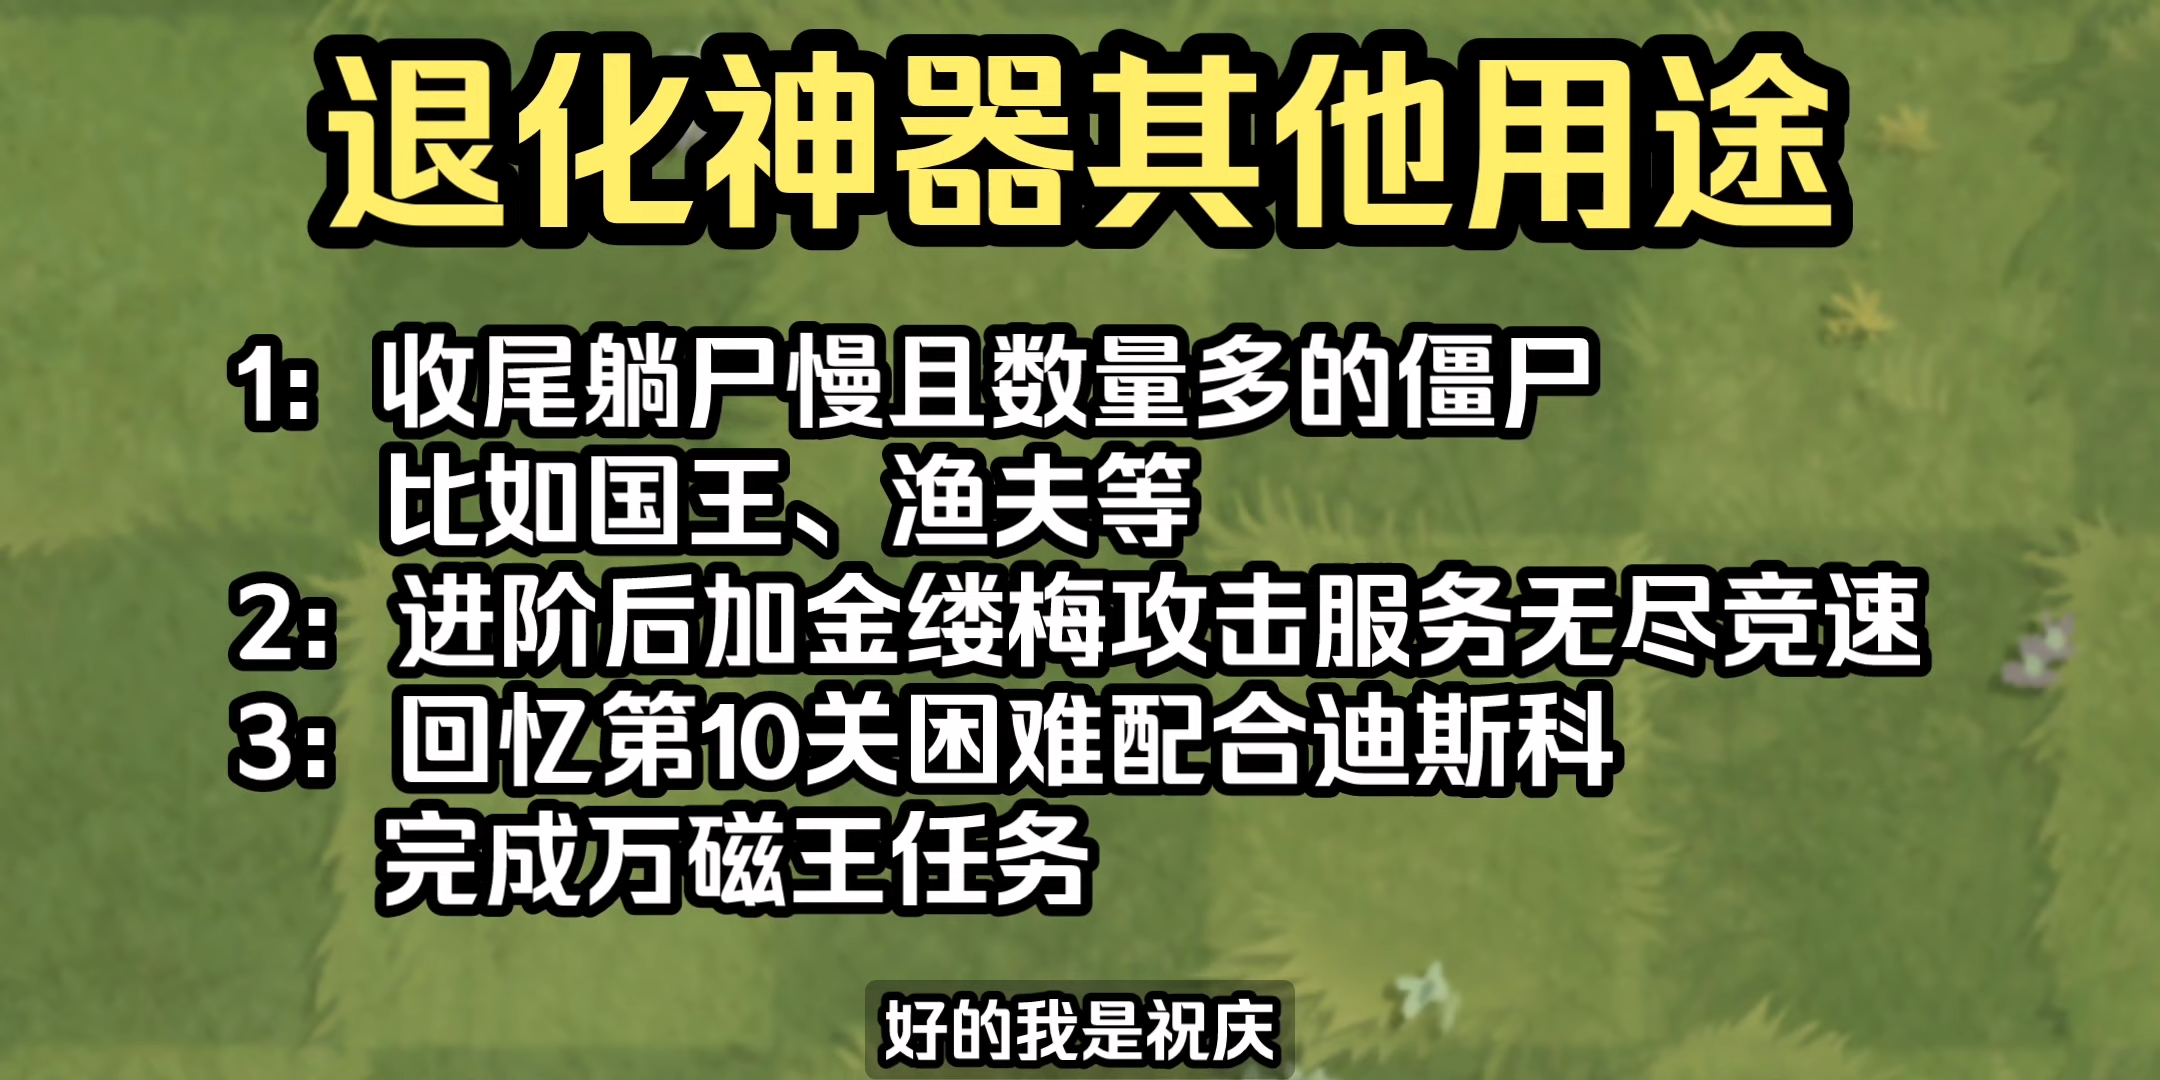 退化神器其他用途
1：收尾躺尸慢且数量多的僵尸
比如国王、渔夫等
2：进阶后加金缕梅攻击服务无尽竞速
3：回忆第10关困难配合迪斯科
完成万磁王任务
好的我是祝庆